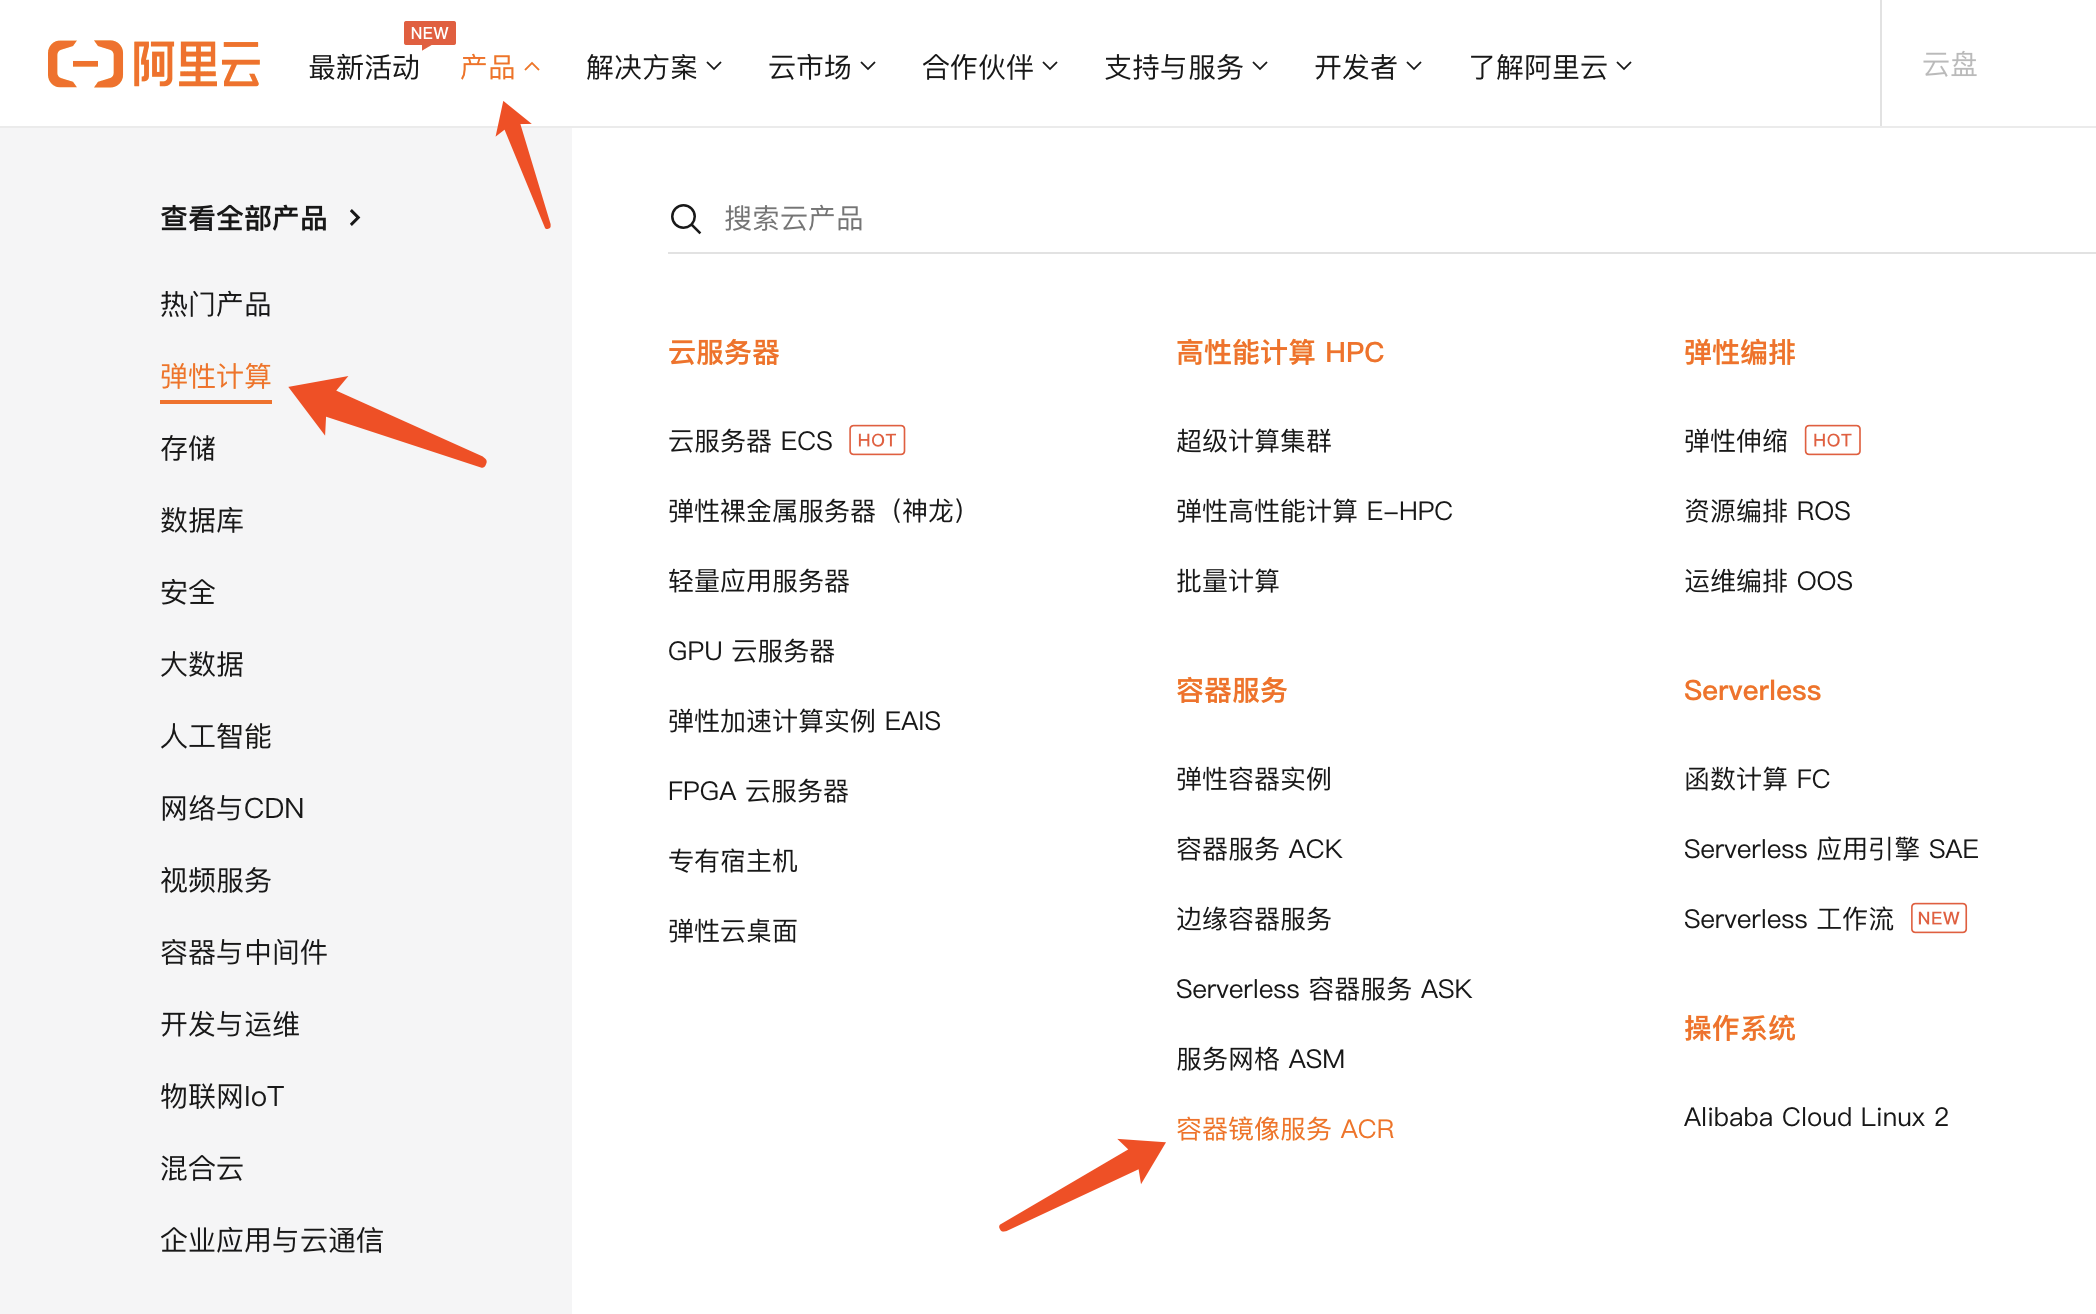 阿里云
最新活动 NEW 产品 解决方案 云市场 合作伙伴 支持与服务 开发者 了解阿里云 云盘
查看全部产品
热门产品
弹性计算
存储
数据库
安全
大数据
人工智能
网络与CDN
视频服务
容器与中间件
开发与运维
物联网IoT
混合云
企业应用与云通信
搜索云产品
云服务器
云服务器 ECS HOT
弹性裸金属服务器（神龙）
轻量应用服务器
GPU 云服务器
弹性加速计算实例 EAIS
FPGA 云服务器
专有宿主机
弹性云桌面
高性能计算 HPC
超级计算集群
弹性高性能计算 E-HPC
批量计算
容器服务
弹性容器实例
容器服务 ACK
边缘容器服务
Serverless 容器服务 ASK
服务网格 ASM
容器镜像服务 ACR
弹性编排
弹性伸缩 HOT
资源编排 ROS
运维编排 OOS
Serverless
函数计算 FC
Serverless 应用引擎 SAE
Serverless 工作流 NEW
操作系统
Alibaba Cloud Linux 2